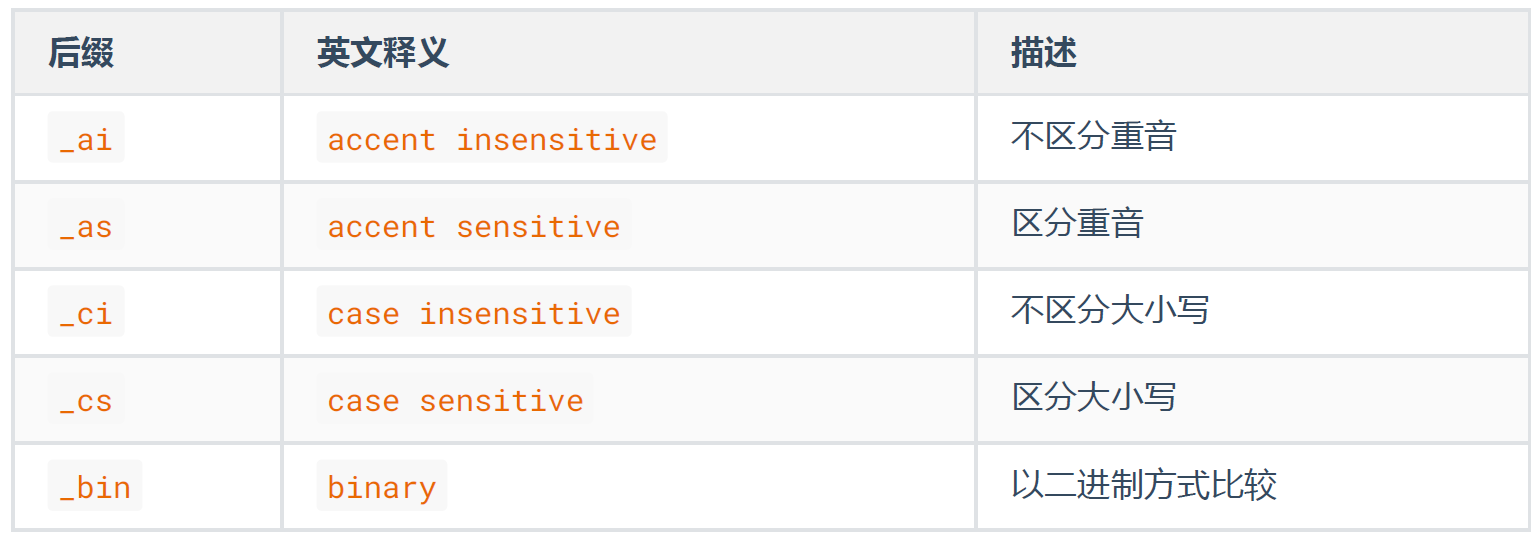 后缀 英文释义 描述
_ai accent insensitive 不区分重音
_as accent sensitive 区分重音
_ci case insensitive 不区分大小写
_cs case sensitive 区分大小写
_bin binary 以二进制方式比较